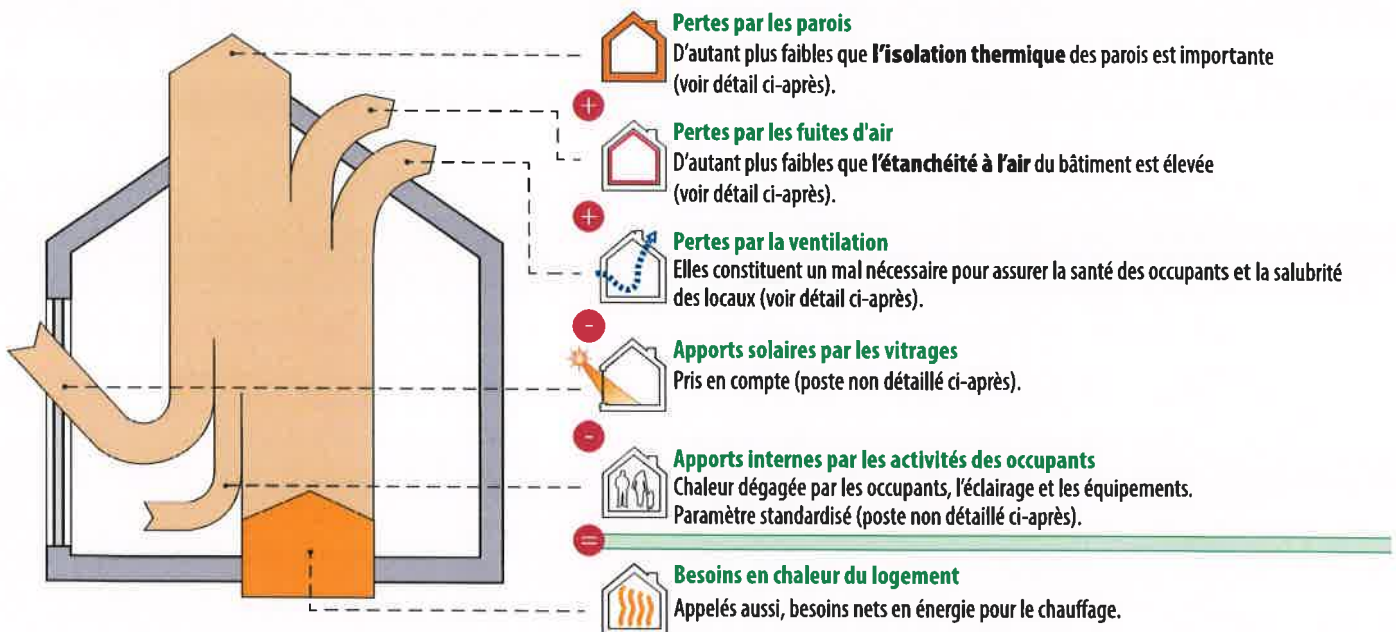 Pertes par les parois
D'autant plus faibles que l'isolation thermique des parois est importante
(voir détail ci-après).
+
Pertes par les fuites d'air
D'autant plus faibles que l'étanchéité à l'air du bâtiment est élevée
(voir détail ci-après).
+
Pertes par la ventilation
Elles constituent un mal nécessaire pour assurer la santé des occupants et la salubrité
des locaux (voir détail ci-après).
-
Apports solaires par les vitrages
Pris en compte (poste non détaillé ci-après).
-
Apports internes par les activités des occupants
Chaleur dégagée par les occupants, l'éclairage et les équipements.
Paramètre standardisé (poste non détaillé ci-après).
=
Besoins en chaleur du logement
Appelés aussi, besoins nets en énergie pour le chauffage.